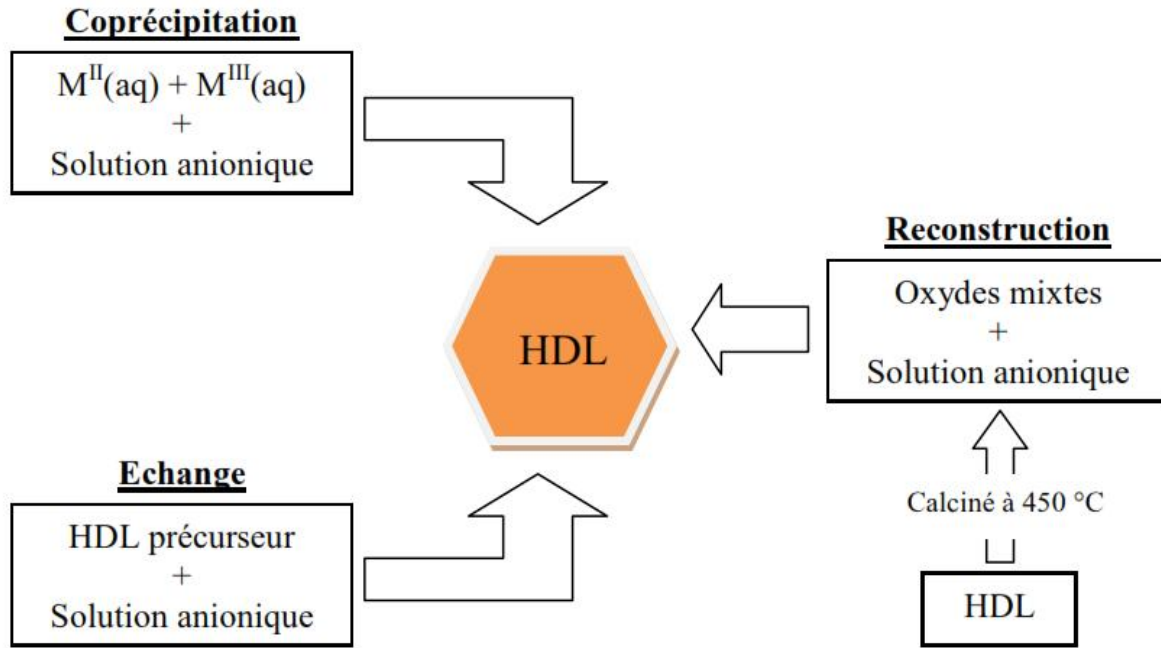 Coprécipitation
M^II(aq) + M^III(aq)
+
Solution anionique
HDL
Reconstruction
Oxydes mixtes
+
Solution anionique
Calciné à 450 °C
HDL
Echange
HDL précurseur
+
Solution anionique